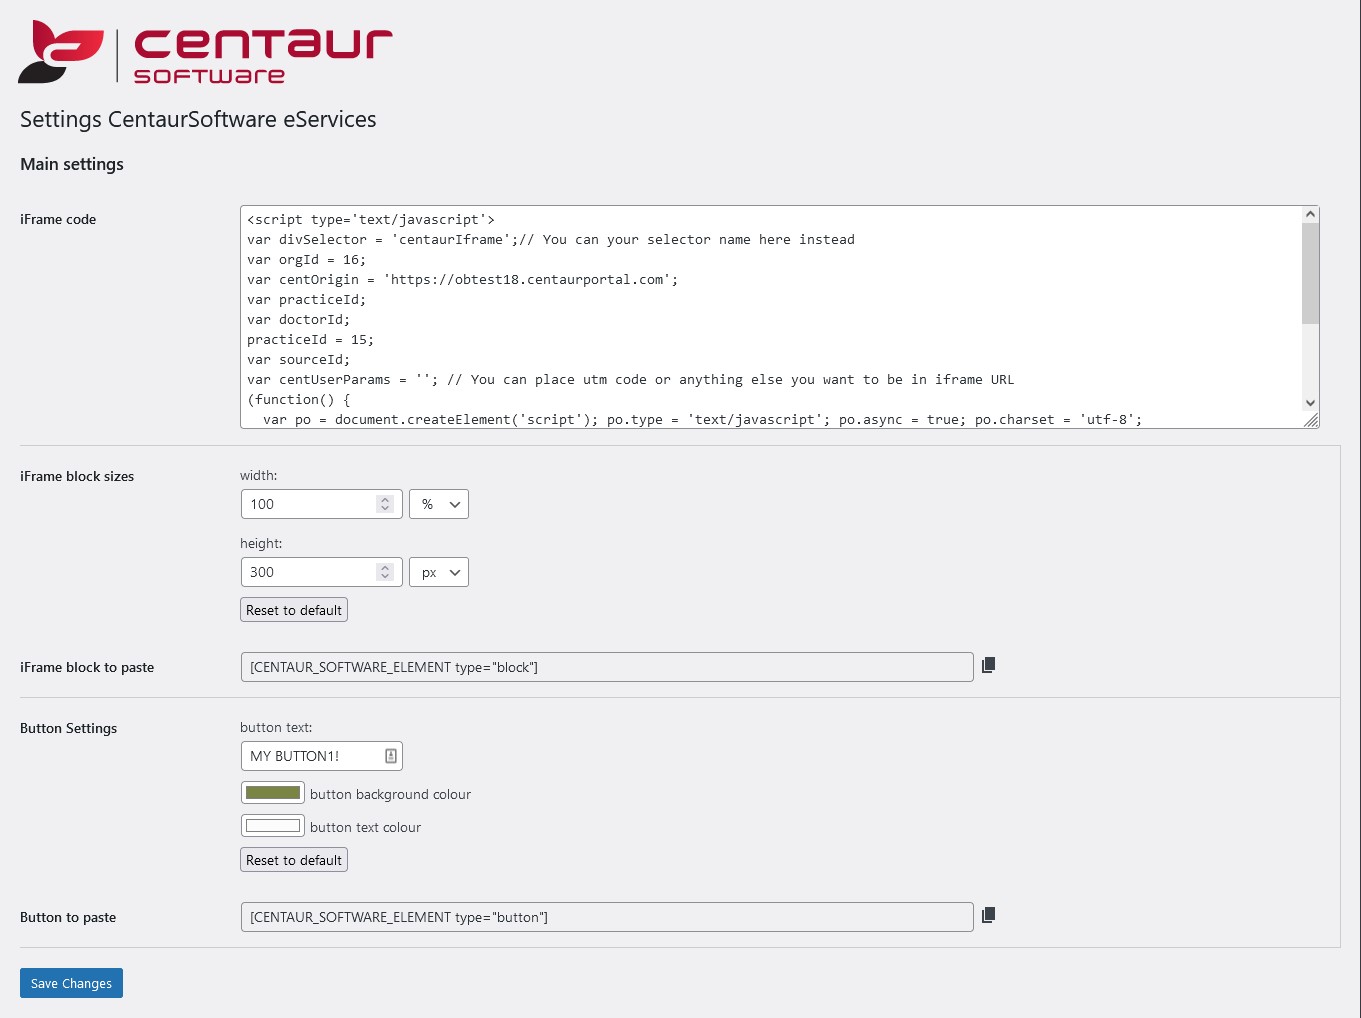 centaur
software
Settings CentaurSoftware eServices
Main settings
iFrame code
<script type='text/javascript'>
var divSelector = 'centaurIframe';// You can your selector name here instead
var orgId = 16;
var centOrigin = 'https://obtest18.centaurportal.com';
var practiceId;
var doctorId;
practiceId = 15;
var sourceId;
var centUserParams = ''; // You can place utm code or anything else you want to be in iframe URL
(function() {
  var po = document.createElement('script'); po.type = 'text/javascript'; po.async = true; po.charset = 'utf-8';
iFrame block sizes
width:
100 %
height:
300 px
Reset to default
iFrame block to paste
[CENTAUR_SOFTWARE_ELEMENT type="block"]
Button Settings
button text:
MY BUTTON1!
button background colour
button text colour
Reset to default
Button to paste
[CENTAUR_SOFTWARE_ELEMENT type="button"]
Save Changes